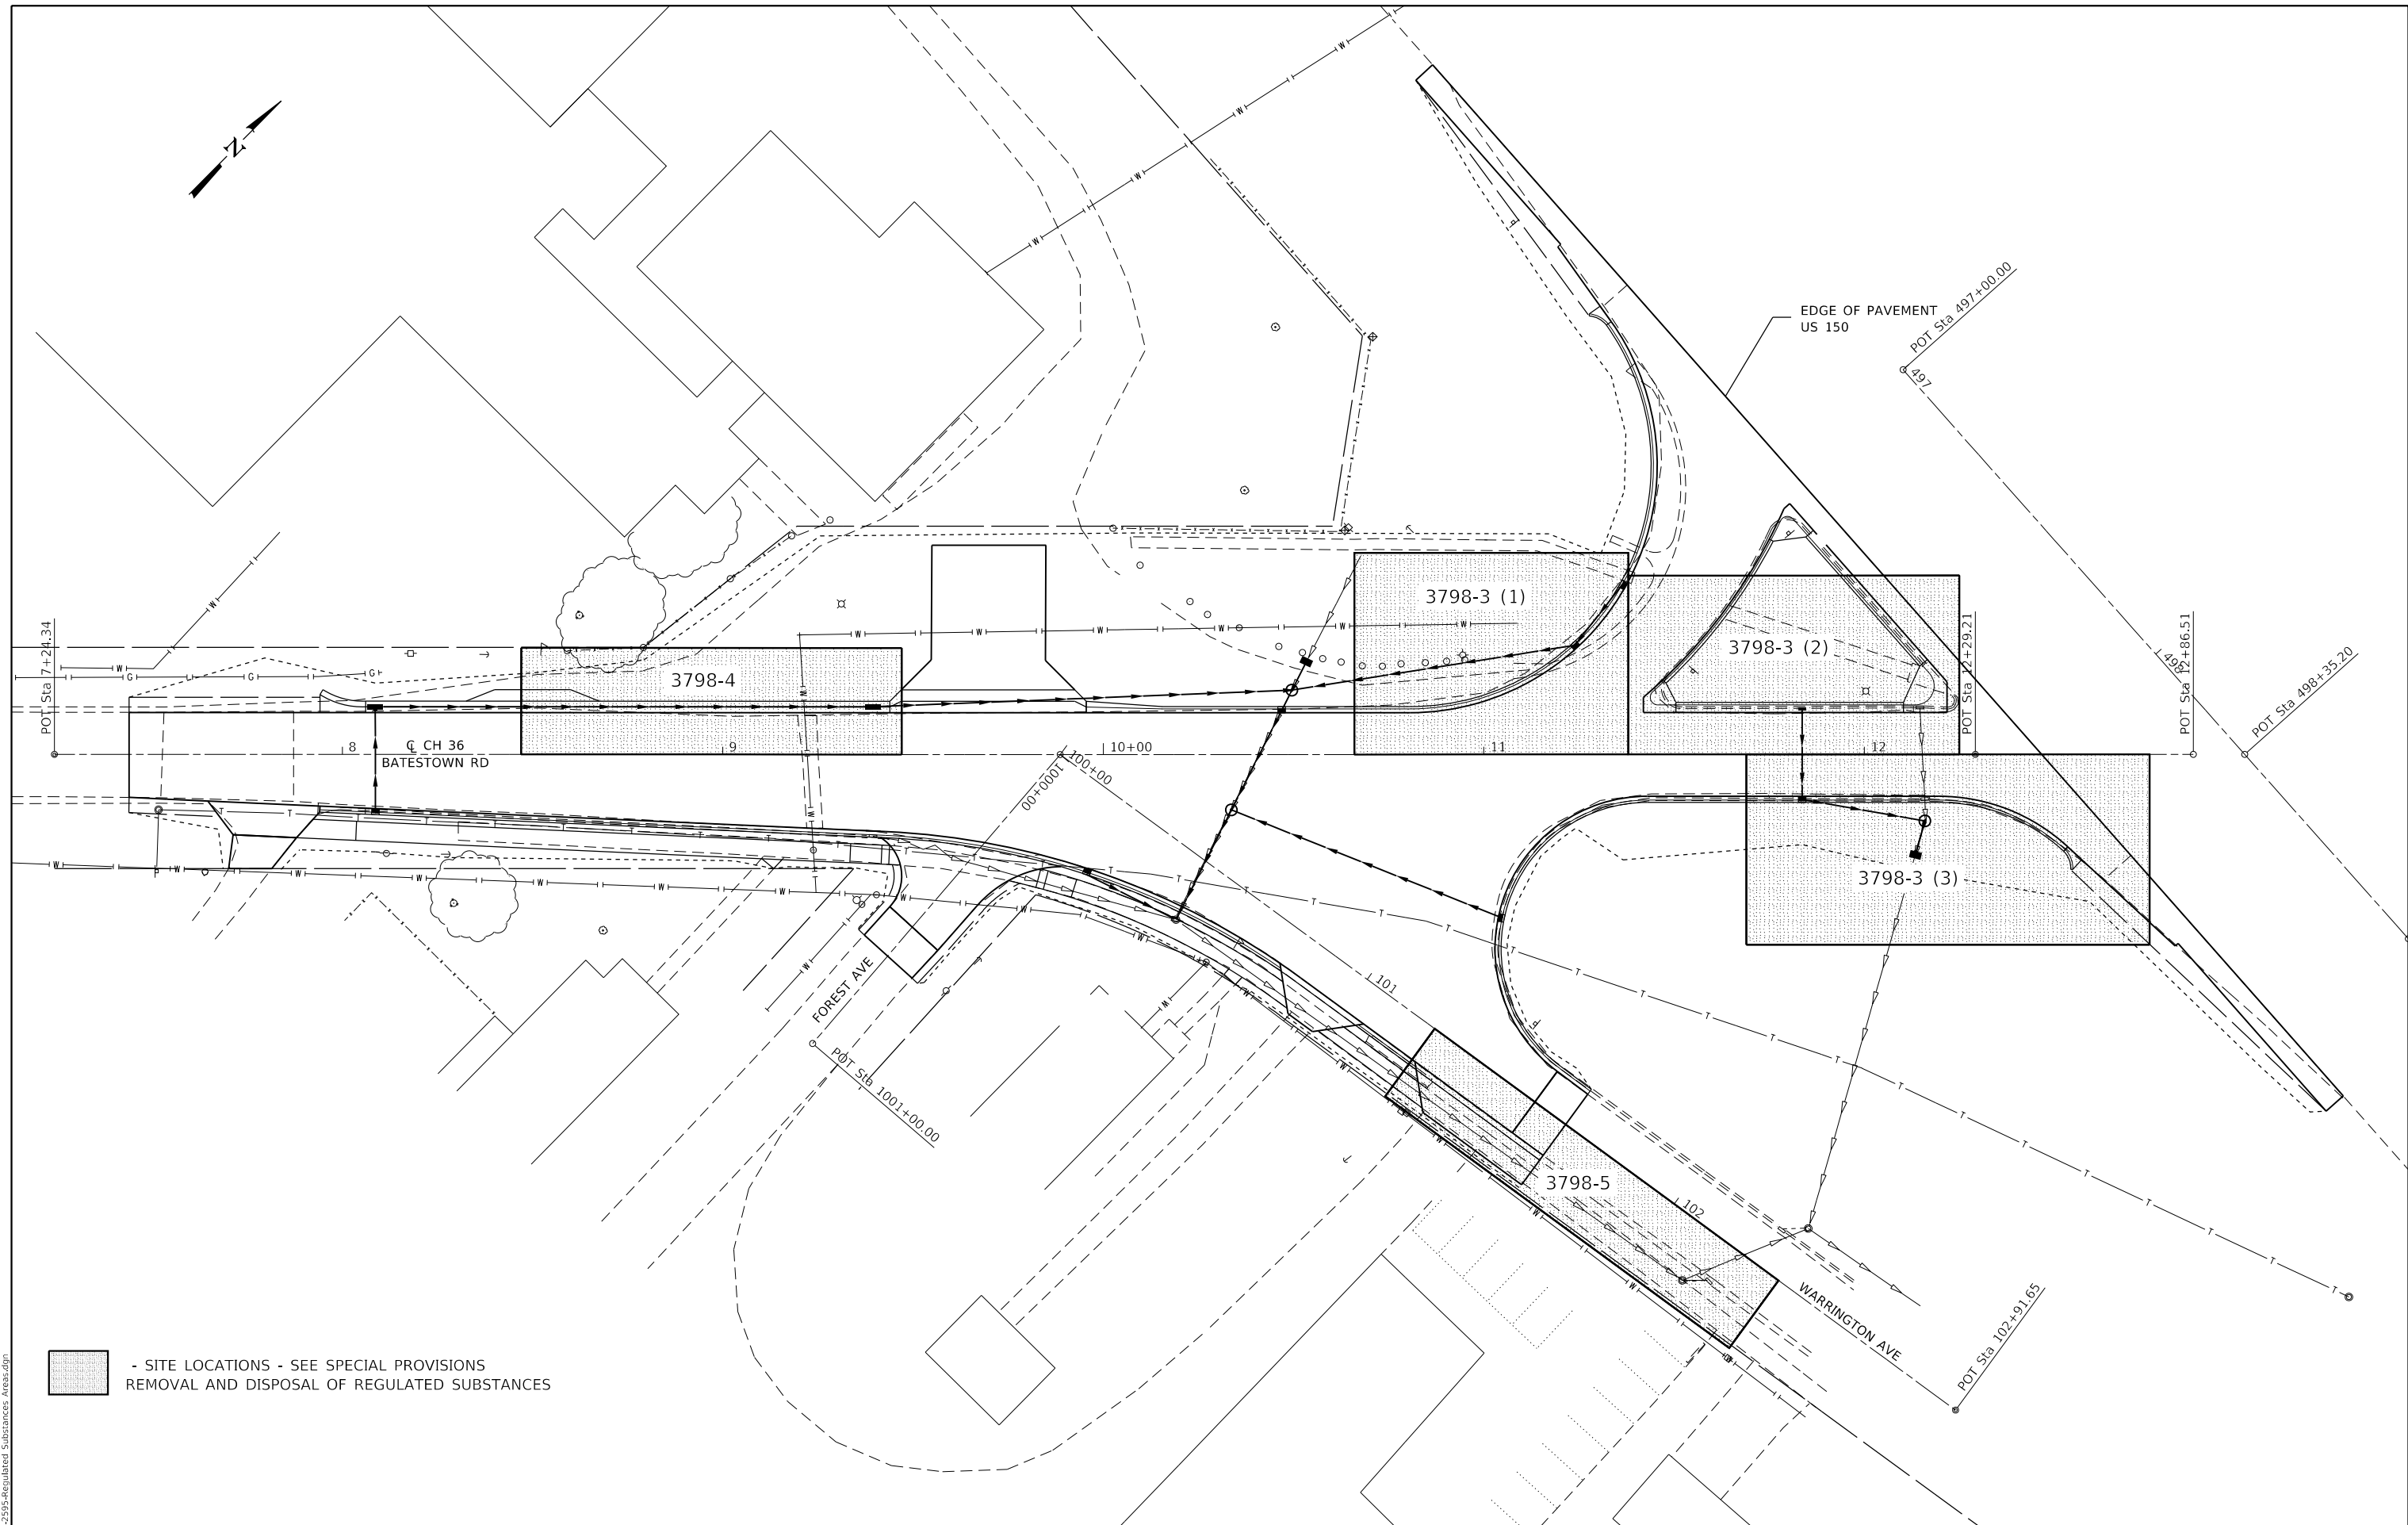 N
EDGE OF PAVEMENT
US 150
POT Sta 497+00.00
497
498
POT Sta 498+35.20
POT Sta 12+29.21
POT Sta 12+86.51
POT Sta 7+24.34
3798-3 (1)
3798-3 (2)
3798-4
8
℄ CH 36
BATESTOWN RD
9
10+00
11
12
100+00
1000+00
3798-3 (3)
101
FOREST AVE
POT Sta 1001+00.00
3798-5
102
WARRINGTON AVE
POT Sta 102+91.65
- SITE LOCATIONS - SEE SPECIAL PROVISIONS
REMOVAL AND DISPOSAL OF REGULATED SUBSTANCES
-2595-Regulated Substances Areas.dgn